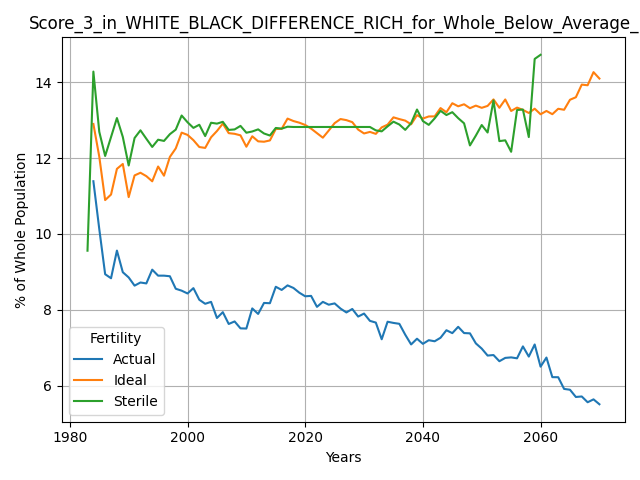 Score_3_in_WHITE_BLACK_DIFFERENCE_RICH_for_Whole_Below_Average_
% of Whole Population
14
12
10
8
6
Fertility
Actual
Ideal
Sterile
1980
2000
2020
2040
2060
Years